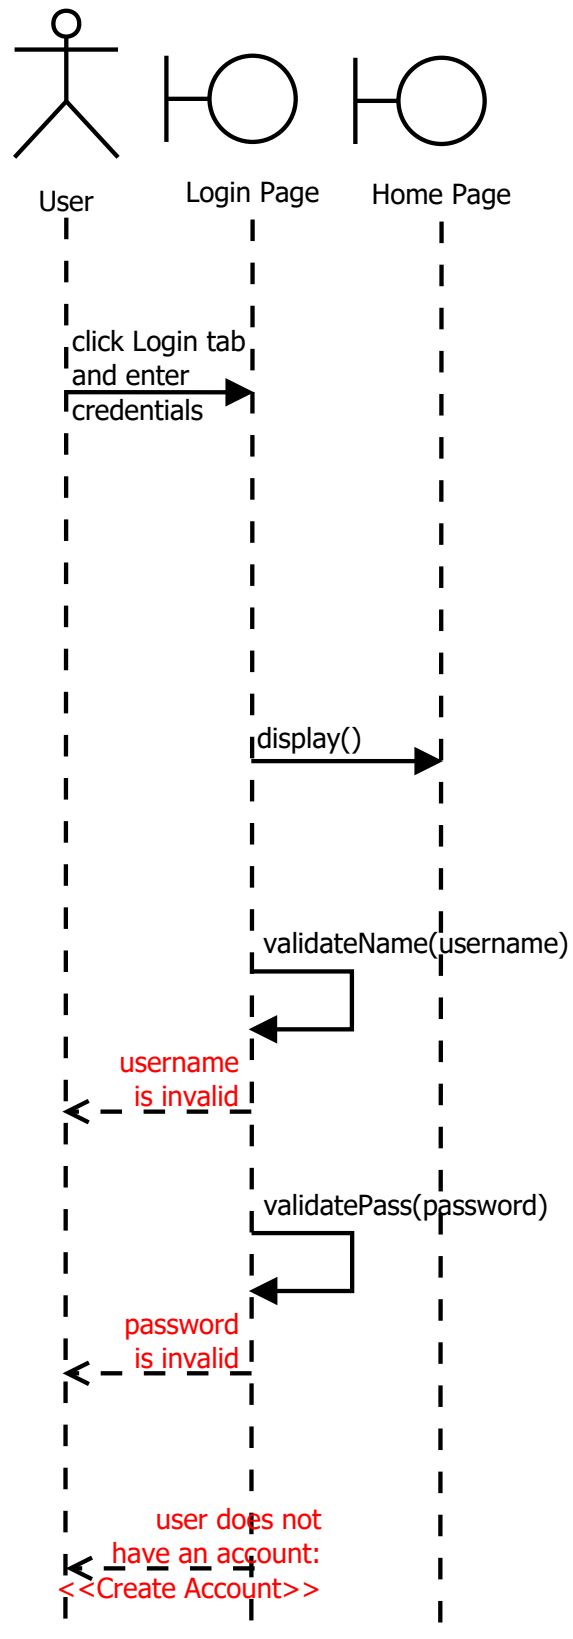 User
Login Page
Home Page
click Login tab
and enter
credentials
display()
validateName(username)
username
is invalid
validatePass(password)
password
is invalid
user does not
have an account:
<<Create Account>>